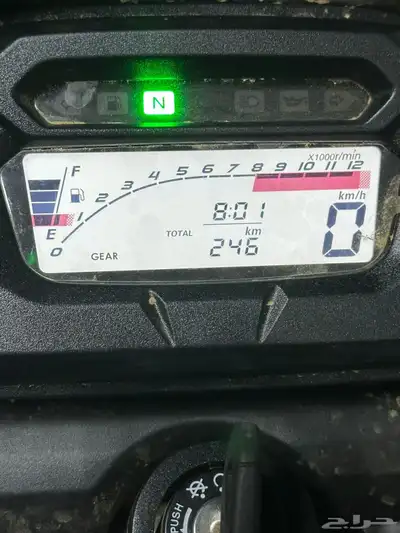 N
X1000r/min
F
0 1 2 3 4 5 6 7 8 9 10 11 12
km/h
8:01
E
TOTAL
km
246
0
GEAR
PUSH
حراج